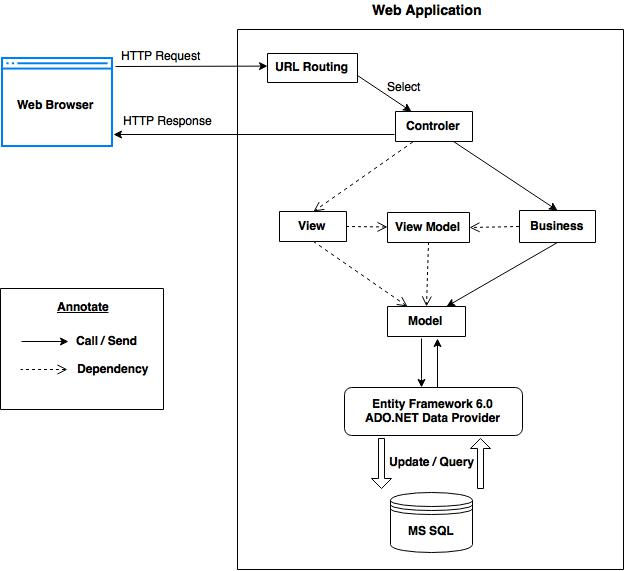 Web Application
HTTP Request
URL Routing
Select
Web Browser
HTTP Response
Controler
View
View Model
Business
Annotate
Call / Send
Dependency
Model
Entity Framework 6.0
ADO.NET Data Provider
Update / Query
MS SQL